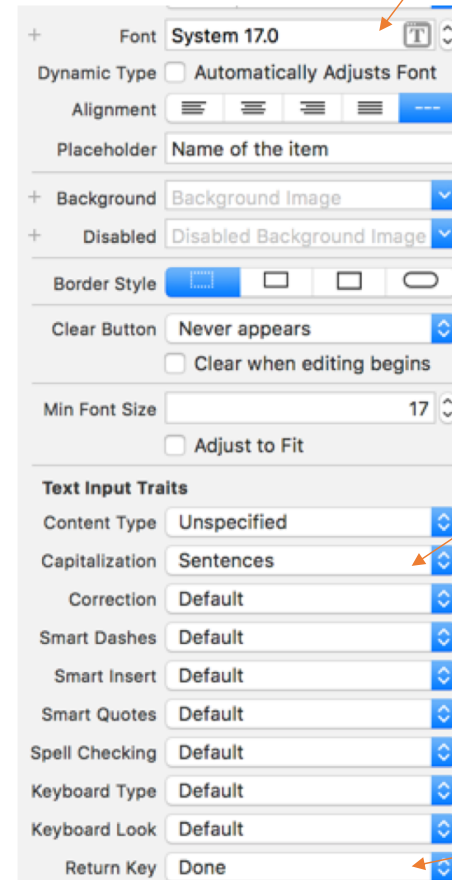 Font System 17.0 T
Dynamic Type Automatically Adjusts Font
Alignment
Placeholder Name of the item
Background Background Image
Disabled Disabled Background Image
Border Style
Clear Button Never appears
Clear when editing begins
Min Font Size 17
Adjust to Fit
Text Input Traits
Content Type Unspecified
Capitalization Sentences
Correction Default
Smart Dashes Default
Smart Insert Default
Smart Quotes Default
Spell Checking Default
Keyboard Type Default
Keyboard Look Default
Return Key Done